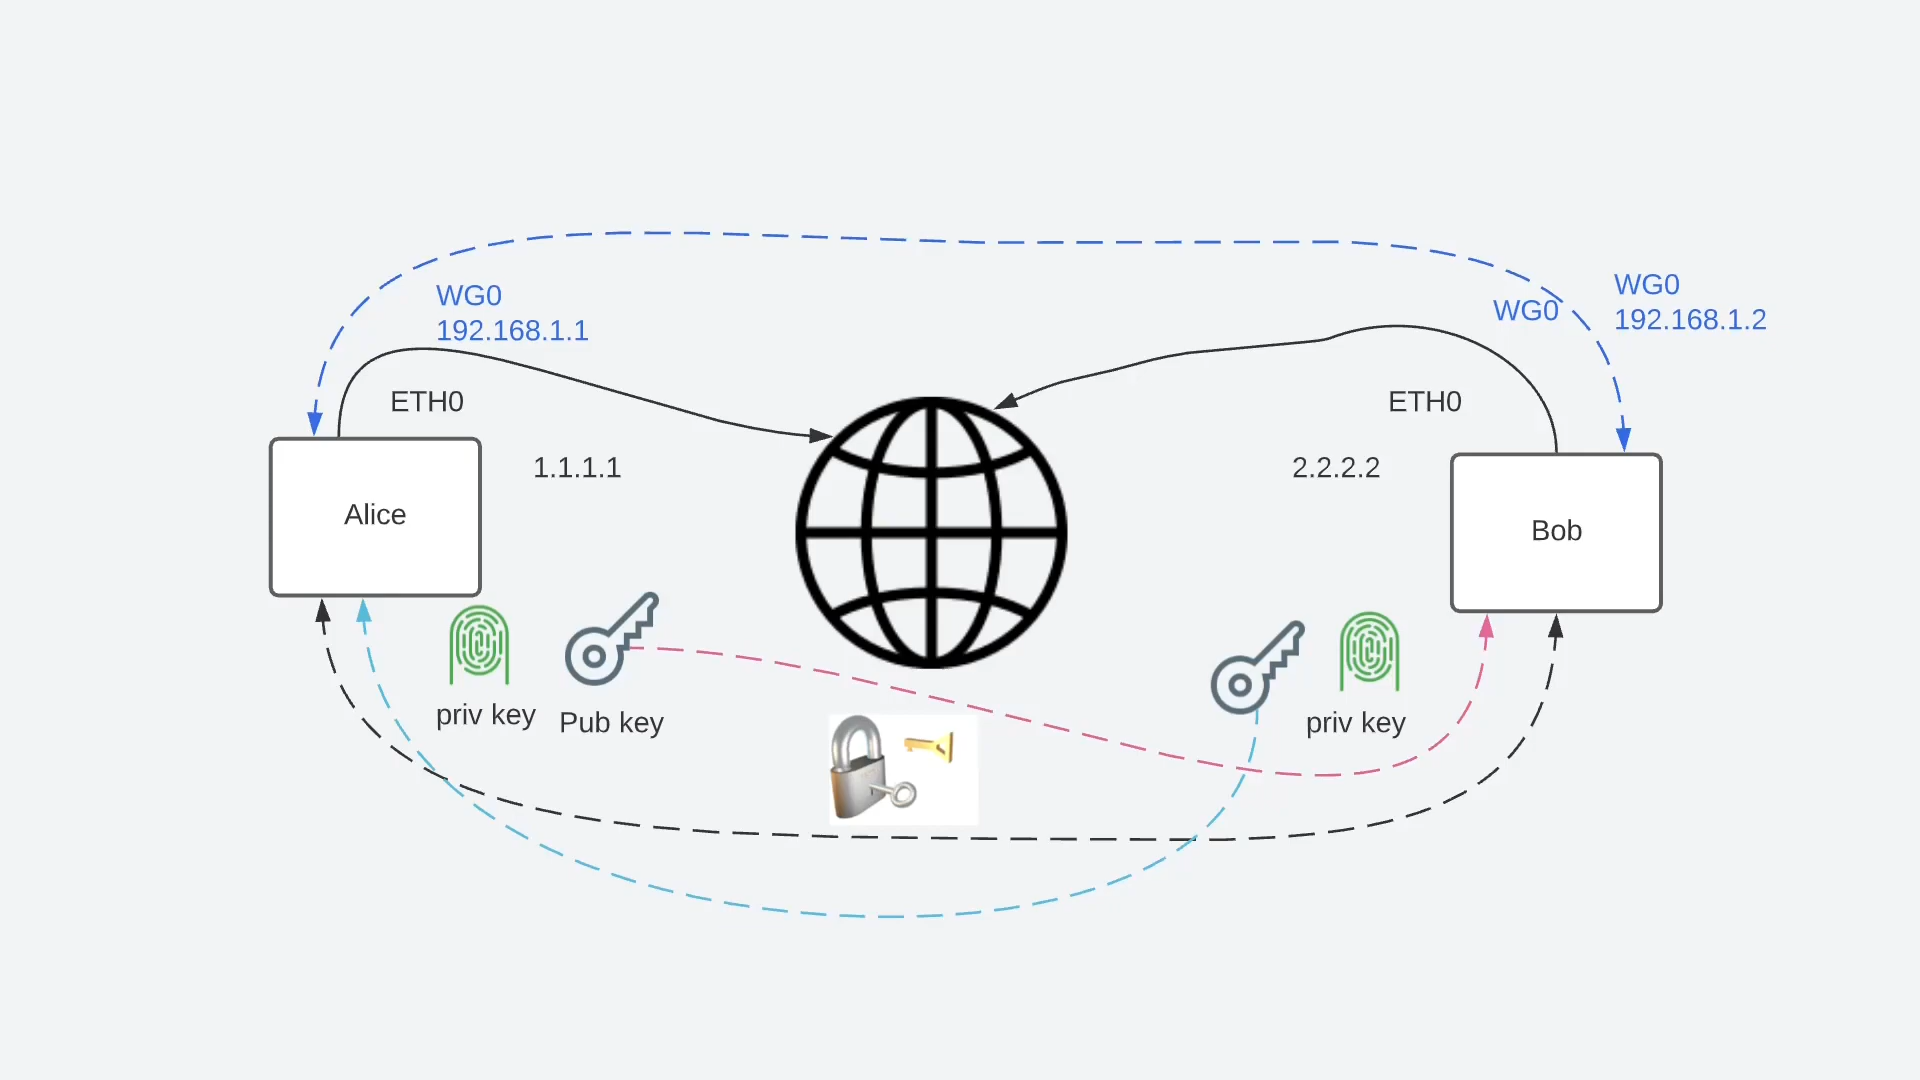 WG0
192.168.1.1
WG0
WG0
192.168.1.2
ETH0
ETH0
1.1.1.1
2.2.2.2
Alice
Bob
priv key
Pub key
priv key